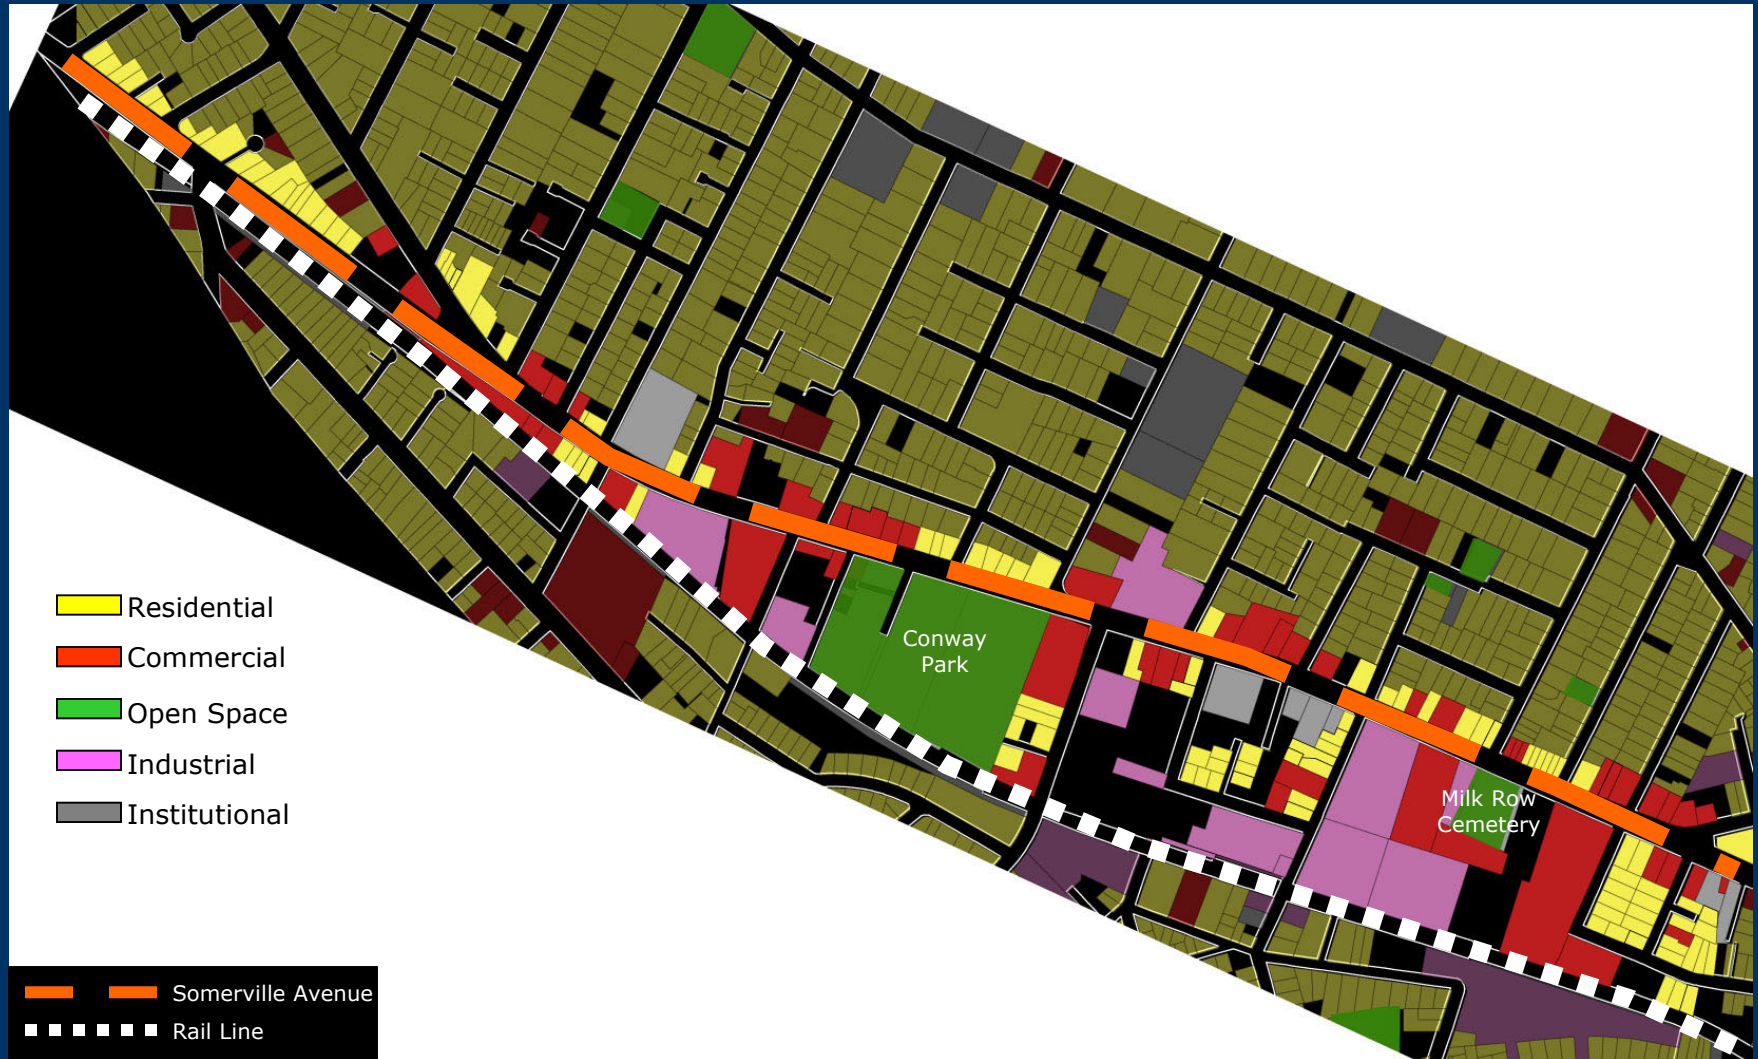 Conway
Park
Residential
Commercial
Open Space
Industrial
Institutional
Milk Row
Cemetery
Somerville Avenue
Rail Line